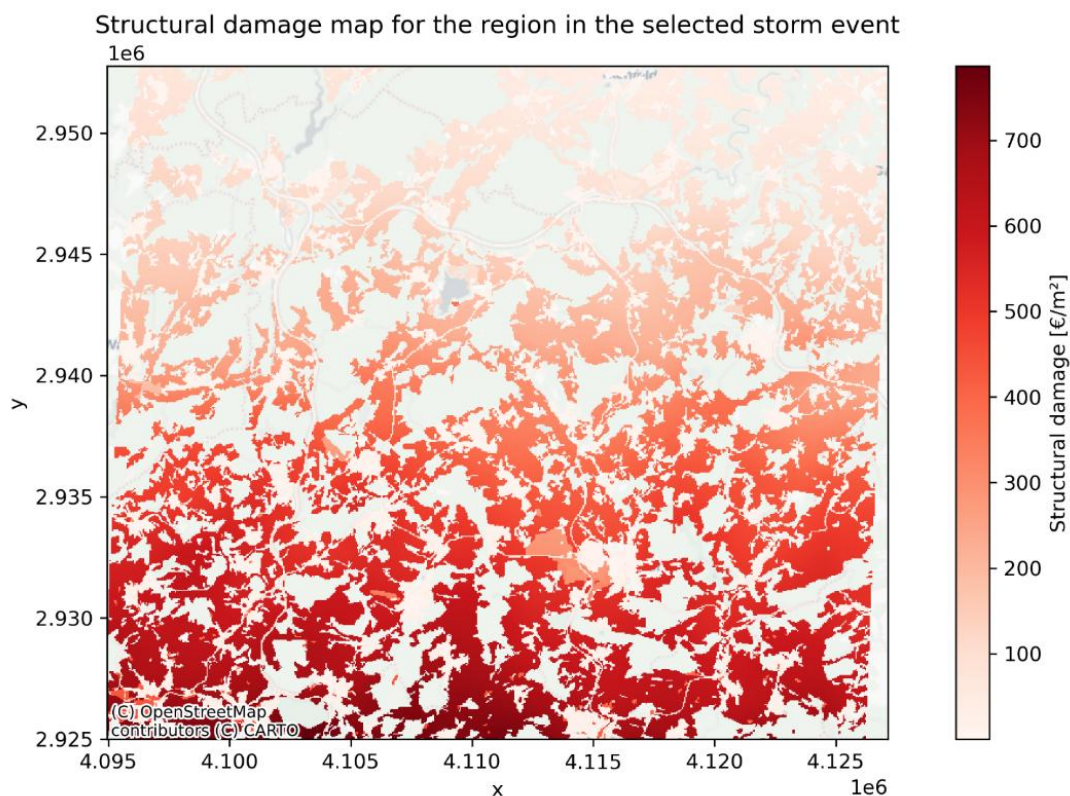 Structural damage map for the region in the selected storm event
1e6
2.950
2.945
2.940
2.935
2.930
2.925
y
4.095
4.100
4.105
4.110
4.115
4.120
4.125
1e6
x
(C) OpenStreetMap
contributors (C) CARTO
700
600
500
400
300
200
100
Structural damage [€/m²]